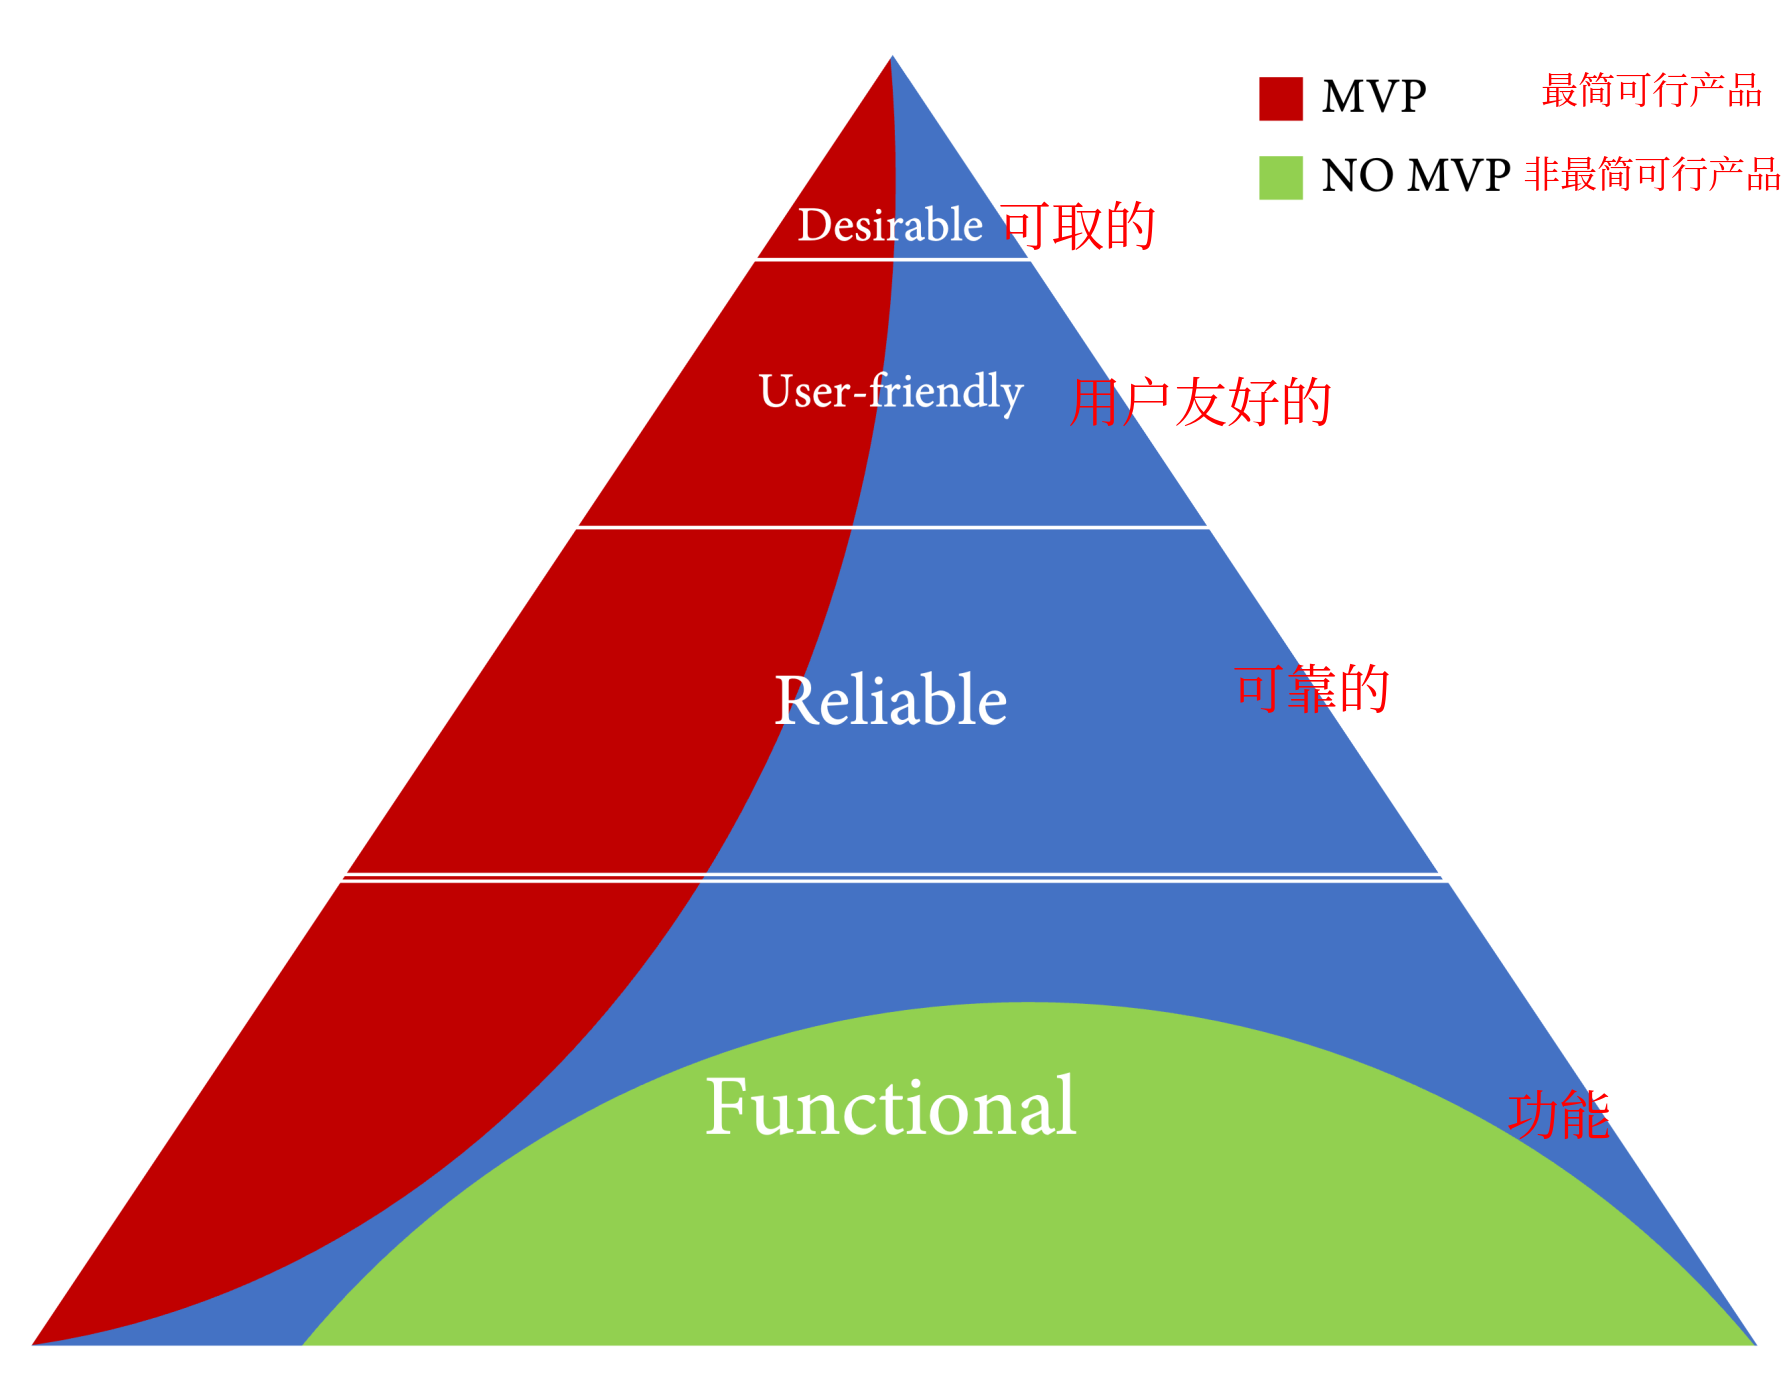 MVP 最简可行产品
NO MVP 非最简可行产品
Desirable 可取的
User-friendly 用户友好的
Reliable 可靠的
Functional 功能